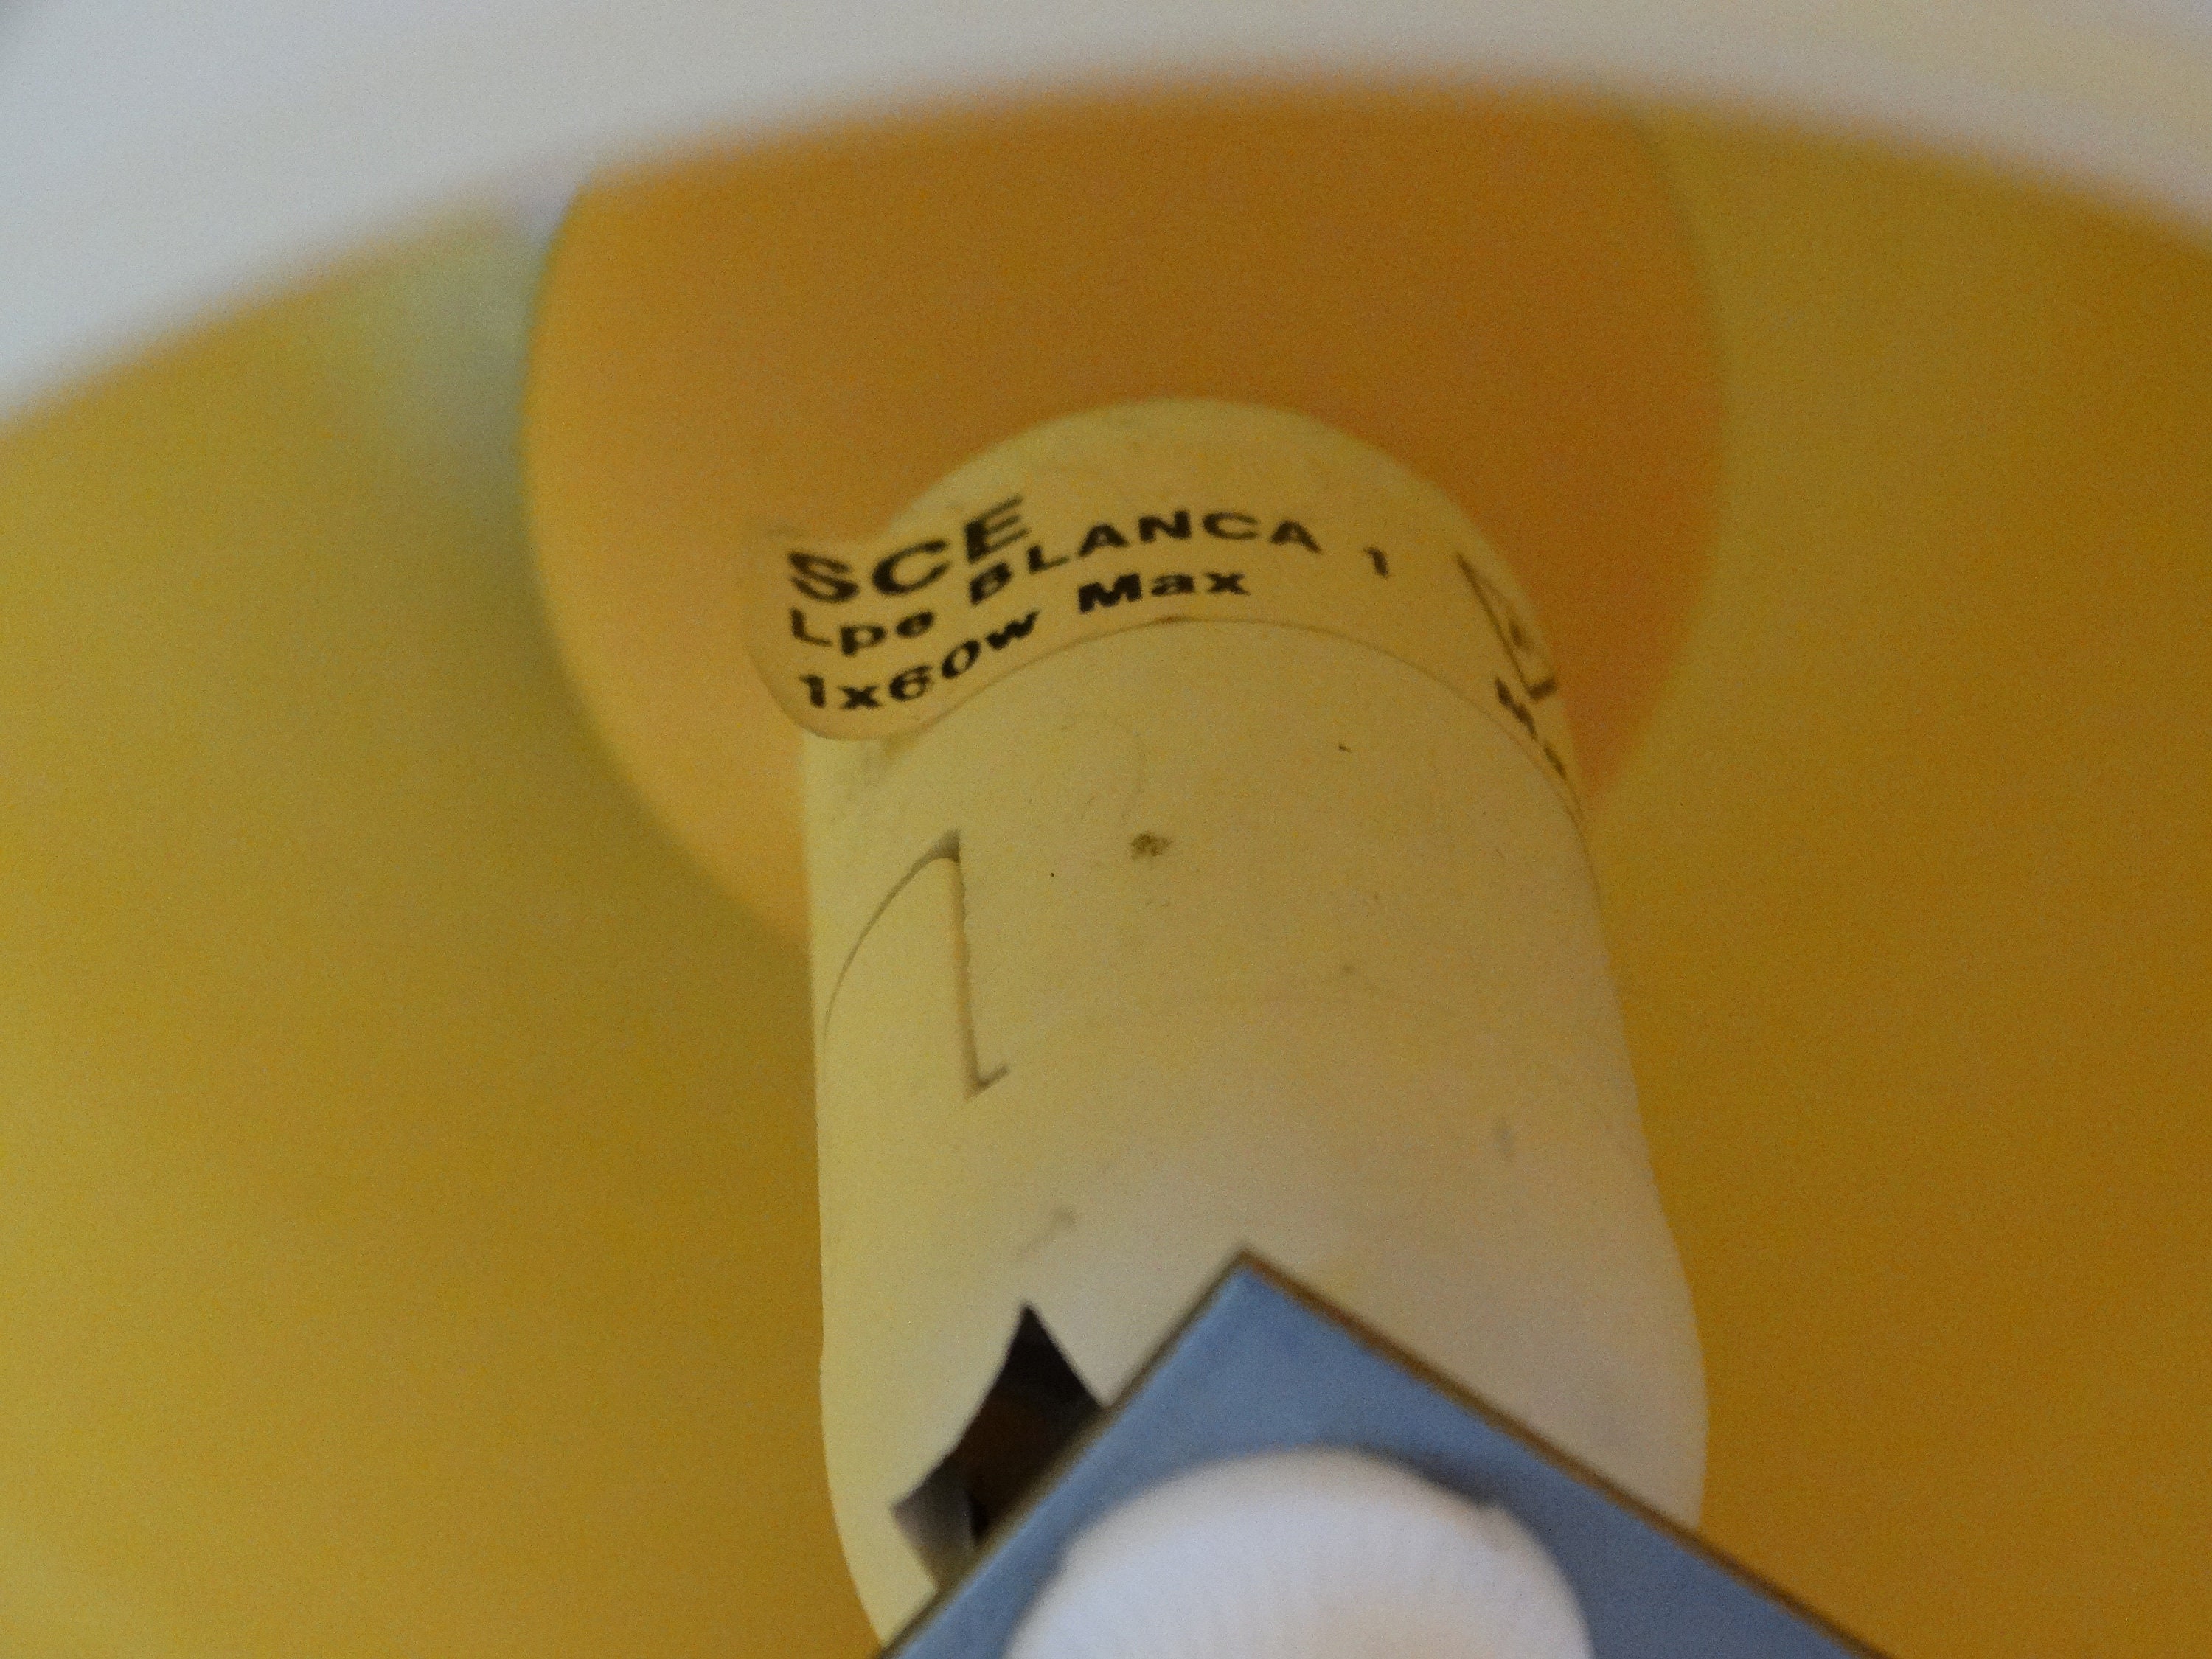 SCE
Lpe BLANCA 1
1x60w Max